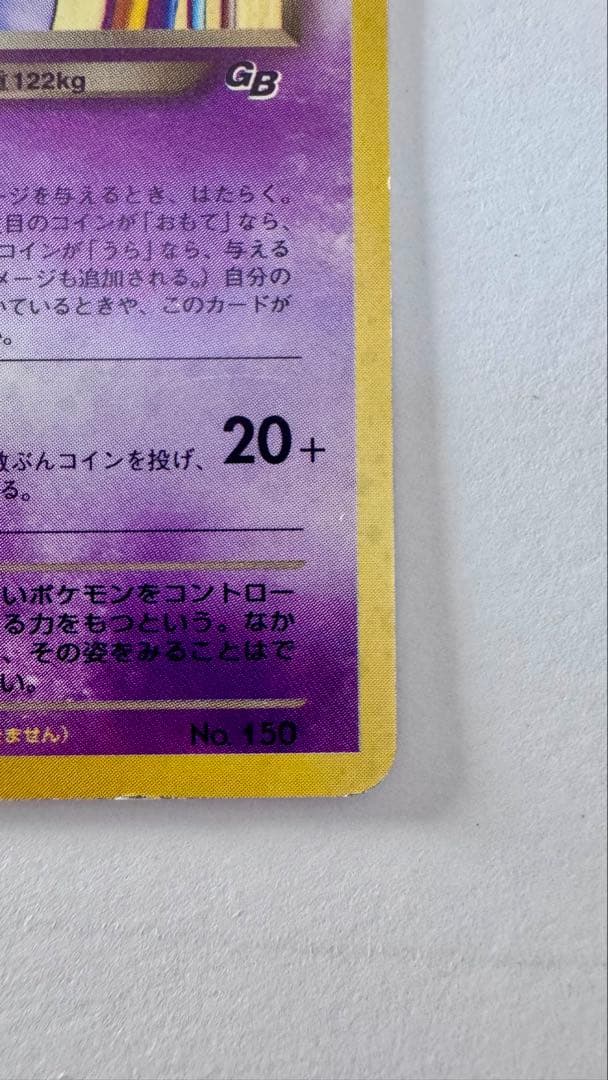 122kg
GB
ージを与えるとき、はたらく。
目のコインが「おもて」なら、
コインが「うら」なら、与える
メージも追加される。）自分の
いているときや、このカードが
。
ぶんコインを投げ、 20+
る。
いポケモンをコントロー
る力をもつという。なか
、その姿をみることはで
い。
ません） No. 150